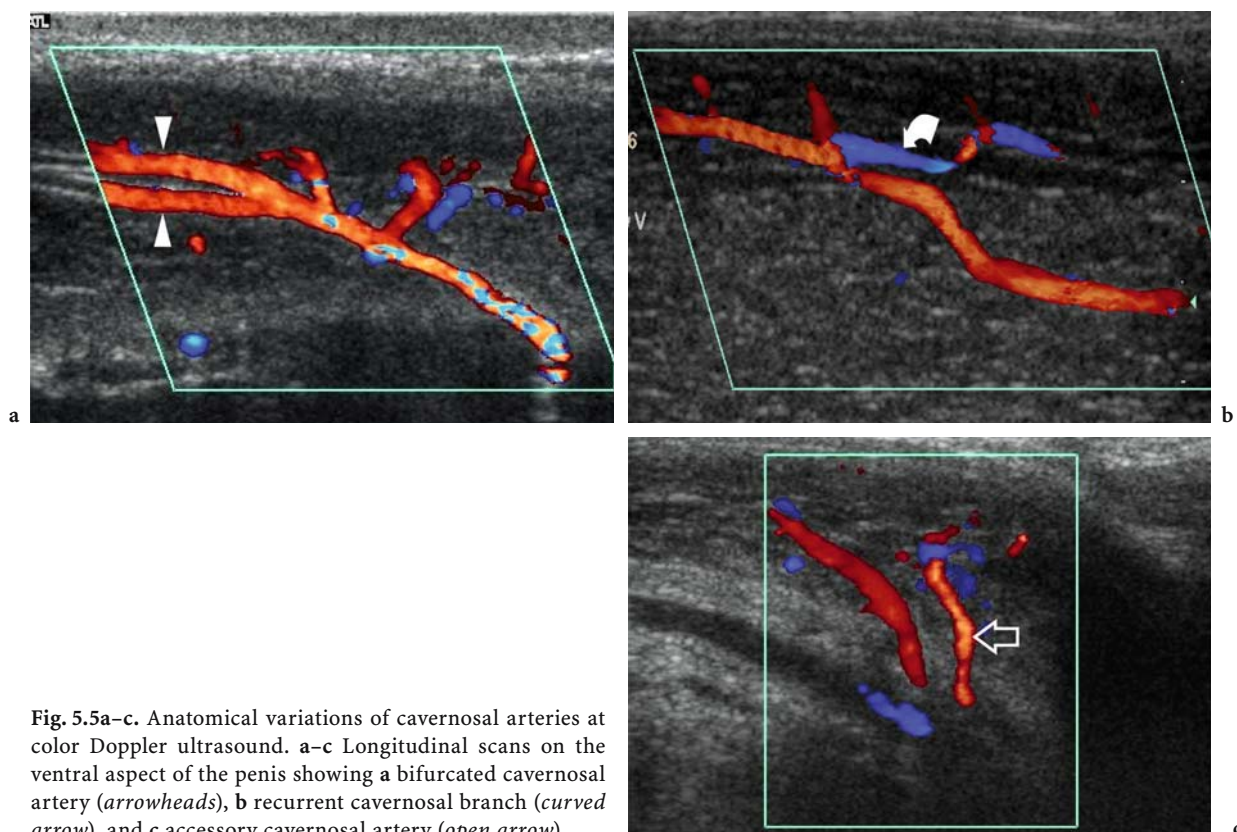 ATL
6
V
a
b
Fig. 5.5a–c. Anatomical variations of cavernosal arteries at
color Doppler ultrasound. a–c Longitudinal scans on the
ventral aspect of the penis showing a bifurcated cavernosal
artery (arrowheads), b recurrent cavernosal branch (curved
arrow), and c accessory cavernosal artery (open arrow)
c